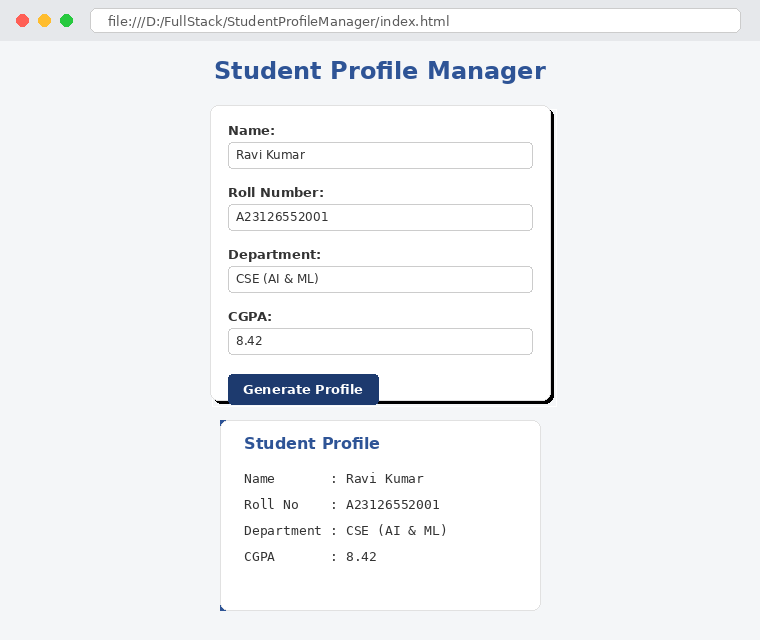 file:///D:/FullStack/StudentProfileManager/index.html
Student Profile Manager
Name:
Ravi Kumar
Roll Number:
A23126552001
Department:
CSE (AI & ML)
CGPA:
8.42
Generate Profile
Student Profile
Name : Ravi Kumar
Roll No : A23126552001
Department : CSE (AI & ML)
CGPA : 8.42